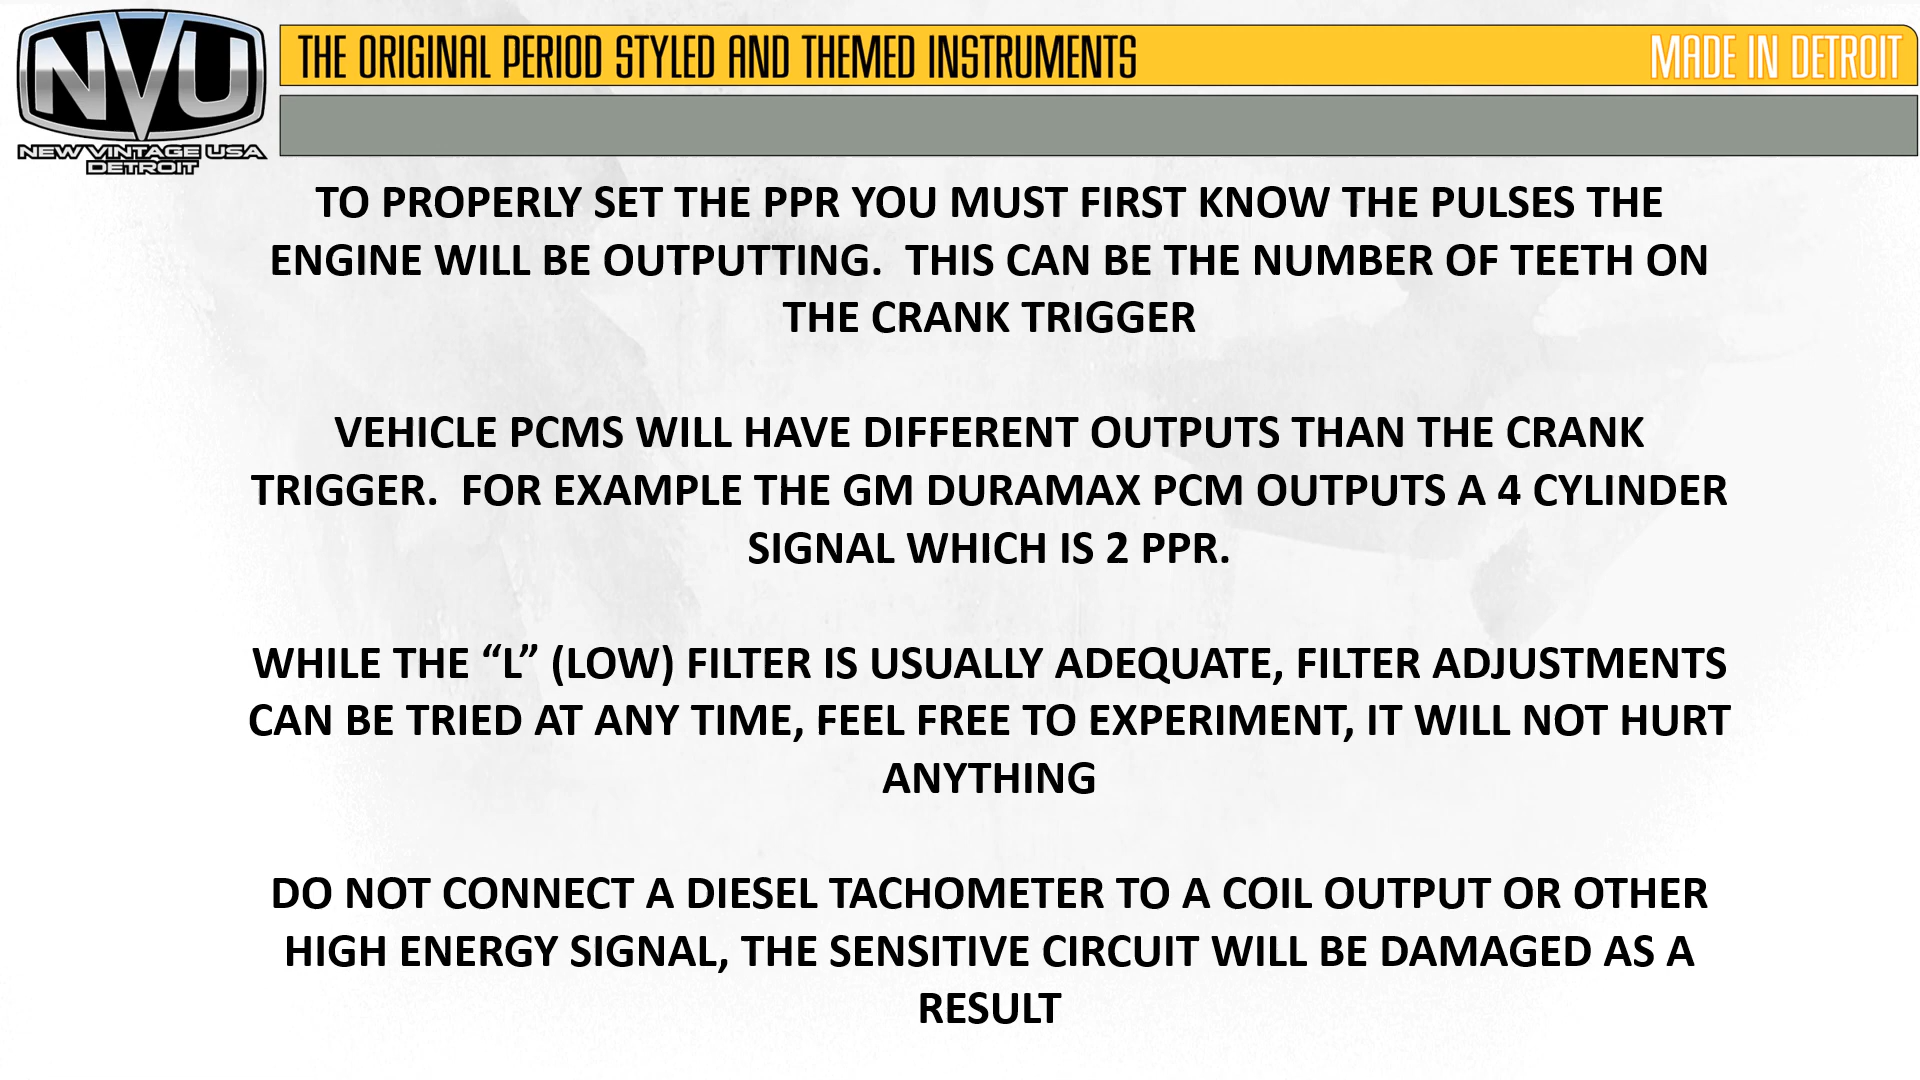 NVU
NEW VINTAGE USA
DETROIT
THE ORIGINAL PERIOD STYLED AND THEMED INSTRUMENTS
MADE IN DETROIT
TO PROPERLY SET THE PPR YOU MUST FIRST KNOW THE PULSES THE
ENGINE WILL BE OUTPUTTING.  THIS CAN BE THE NUMBER OF TEETH ON
THE CRANK TRIGGER
VEHICLE PCMS WILL HAVE DIFFERENT OUTPUTS THAN THE CRANK
TRIGGER.  FOR EXAMPLE THE GM DURAMAX PCM OUTPUTS A 4 CYLINDER
SIGNAL WHICH IS 2 PPR.
WHILE THE “L” (LOW) FILTER IS USUALLY ADEQUATE, FILTER ADJUSTMENTS
CAN BE TRIED AT ANY TIME, FEEL FREE TO EXPERIMENT, IT WILL NOT HURT
ANYTHING
DO NOT CONNECT A DIESEL TACHOMETER TO A COIL OUTPUT OR OTHER
HIGH ENERGY SIGNAL, THE SENSITIVE CIRCUIT WILL BE DAMAGED AS A
RESULT